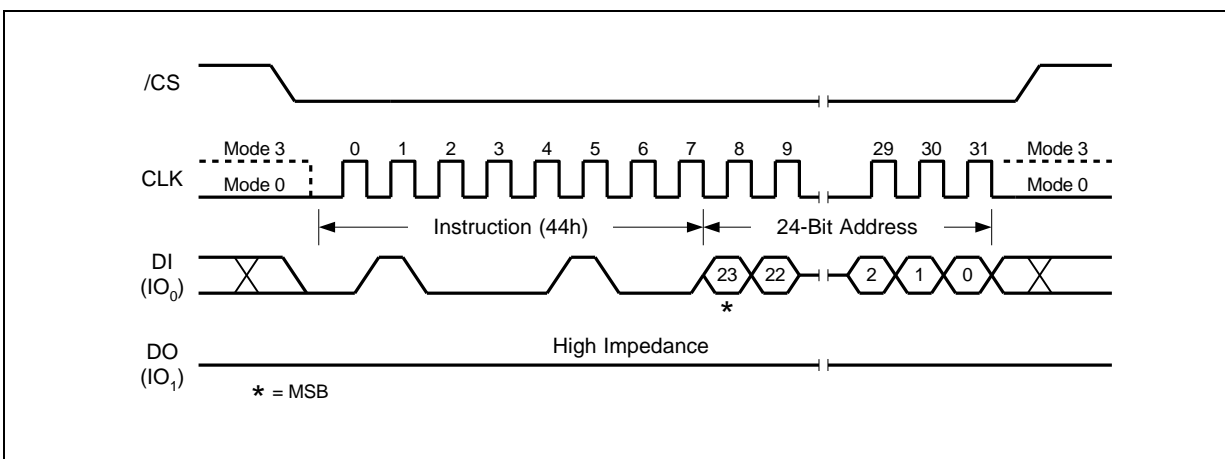 /CS
Mode 3 0 1 2 3 4 5 6 7 8 9 29 30 31 Mode 3
CLK
Mode 0 Mode 0
Instruction (44h) 24-Bit Address
DI
(IO0)
23 22 2 1 0
*
High Impedance
DO
(IO1)
* = MSB